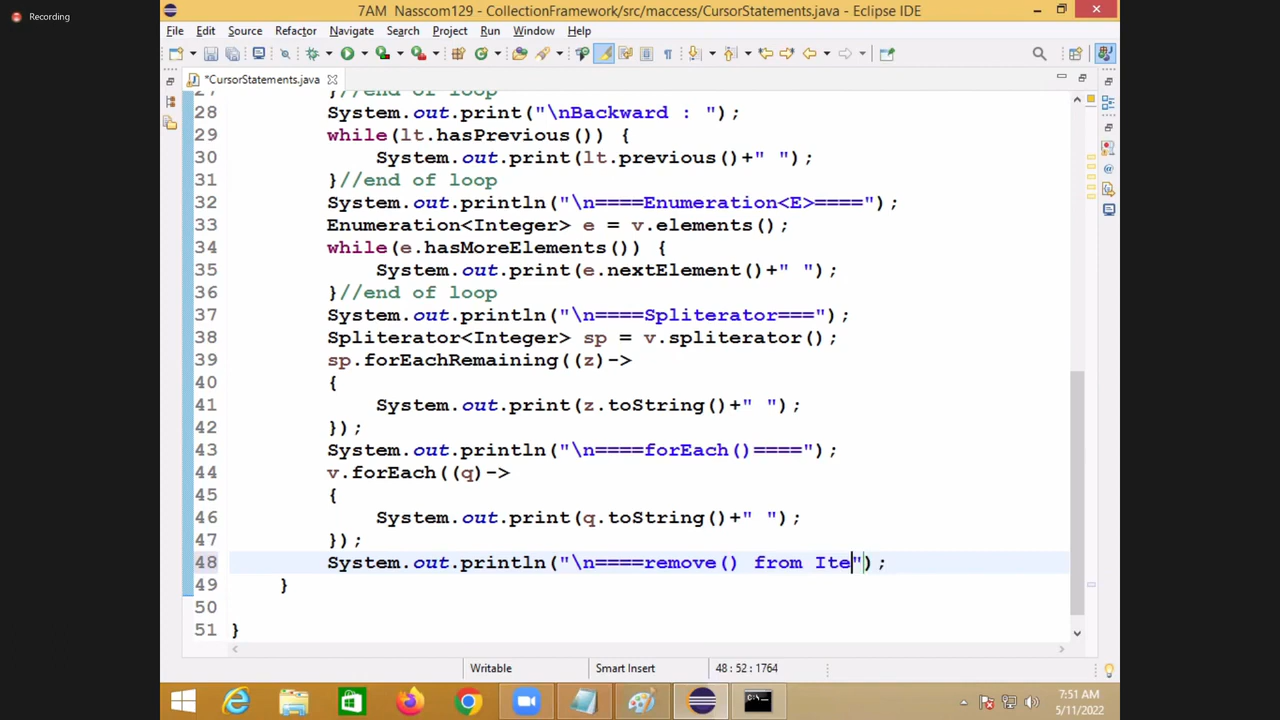 Recording
7AM Nasscom129 - CollectionFramework/src/maccess/CursorStatements.java - Eclipse IDE
File Edit Source Refactor Navigate Search Project Run Window Help
*CursorStatements.java
27 }//end of loop
28 System.out.print("\nBackward : ");
29 while(lt.hasPrevious()) {
30 System.out.print(lt.previous()+" ");
31 }//end of loop
32 System.out.println("\n====Enumeration<E>====");
33 Enumeration<Integer> e = v.elements();
34 while(e.hasMoreElements()) {
35 System.out.print(e.nextElement()+" ");
36 }//end of loop
37 System.out.println("\n====Spliterator===");
38 Spliterator<Integer> sp = v.spliterator();
39 sp.forEachRemaining((z)->
40 {
41 System.out.print(z.toString()+" ");
42 });
43 System.out.println("\n====forEach()====");
44 v.forEach((q)->
45 {
46 System.out.print(q.toString()+" ");
47 });
48 System.out.println("\n====remove() from Ite");
49 }
50
51 }
Writable Smart Insert 48 : 52 : 1764
7:51 AM
5/11/2022